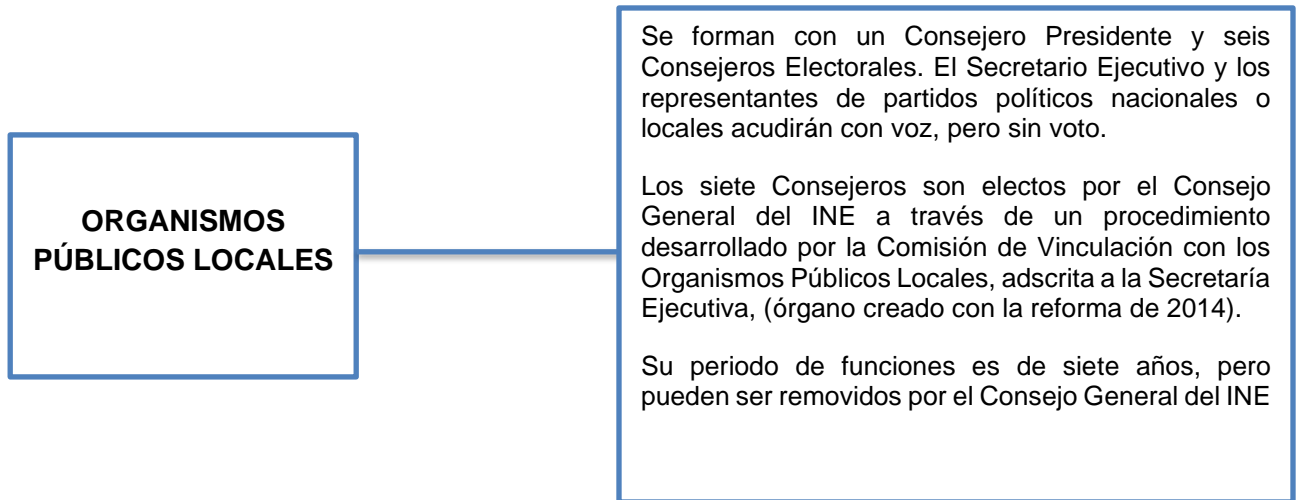 ORGANISMOS
PÚBLICOS LOCALES
Se forman con un Consejero Presidente y seis
Consejeros Electorales. El Secretario Ejecutivo y los
representantes de partidos políticos nacionales o
locales acudirán con voz, pero sin voto.
Los siete Consejeros son electos por el Consejo
General del INE a través de un procedimiento
desarrollado por la Comisión de Vinculación con los
Organismos Públicos Locales, adscrita a la Secretaría
Ejecutiva, (órgano creado con la reforma de 2014).
Su periodo de funciones es de siete años, pero
pueden ser removidos por el Consejo General del INE